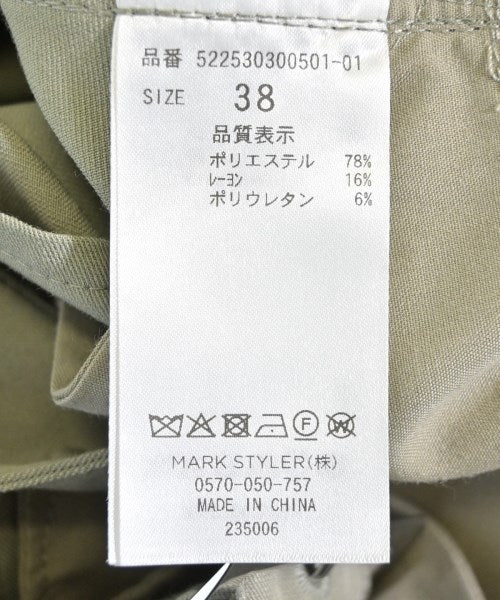 品番 522530300501-01
SIZE 38
品質表示
ポリエステル 78%
レーヨン 16%
ポリウレタン 6%
MARK STYLER(株)
0570-050-757
MADE IN CHINA
235006